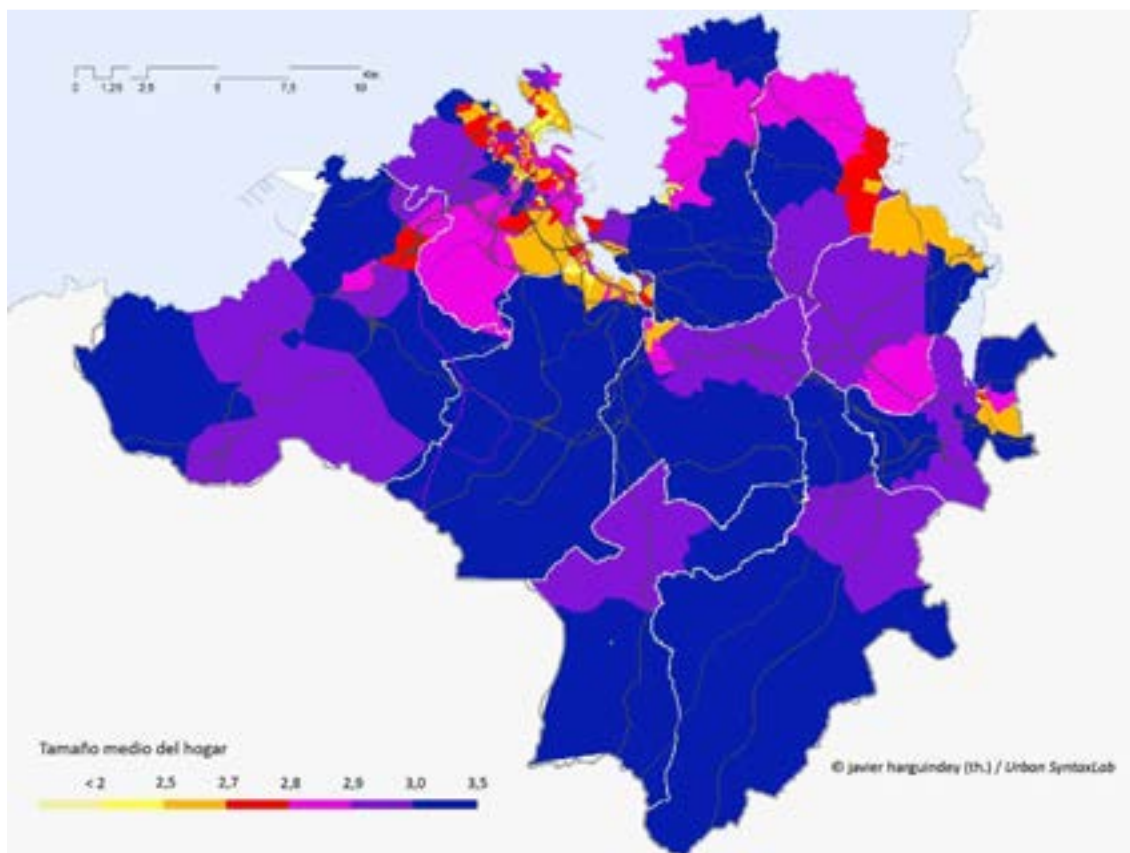 Km
0 1,25 2,5 5 7,5 10
Tamaño medio del hogar
< 2 2,5 2,7 2,8 2,9 3,0 3,5
© javier harguindey (th.) / Urban SyntaxLab